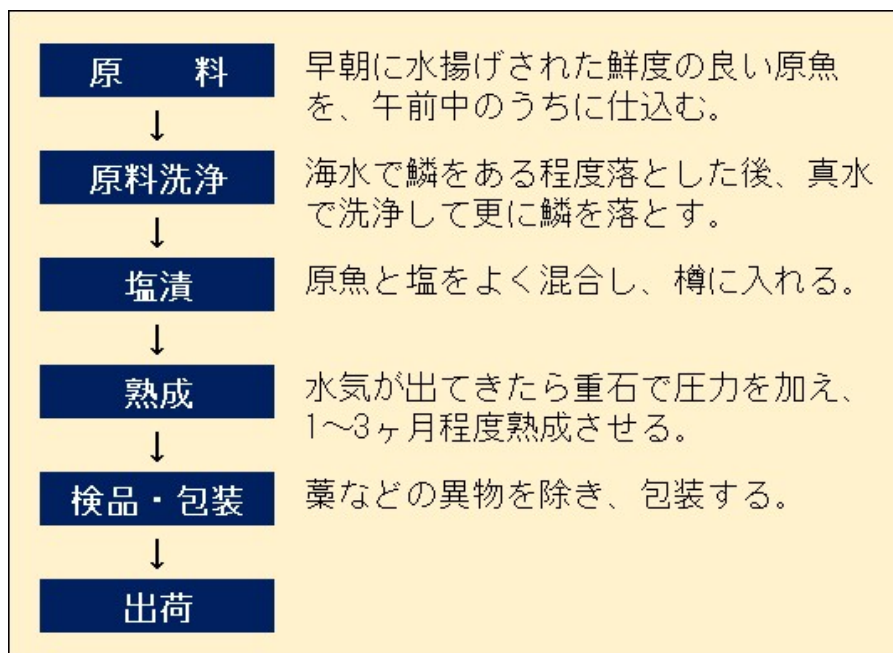 原　　料
早朝に水揚げされた鮮度の良い原魚
を、午前中のうちに仕込む。
↓
原料洗浄
海水で鱗をある程度落とした後、真水
で洗浄して更に鱗を落とす。
↓
塩漬
原魚と塩をよく混合し、樽に入れる。
↓
熟成
水気が出てきたら重石で圧力を加え、
1～3ヶ月程度熟成させる。
↓
検品・包装
藁などの異物を除き、包装する。
↓
出荷